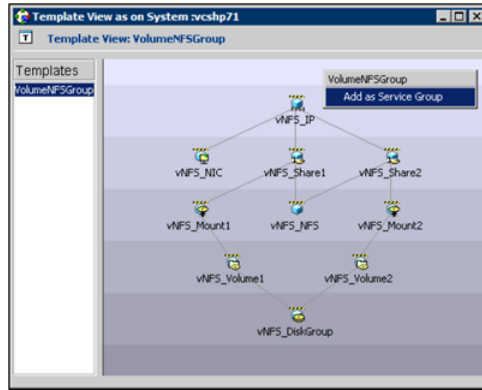 Template View as on System :vcshp71
T Template View: VolumeNFSGroup
Templates
VolumeNFSGroup
VolumeNFSGroup
Add as Service Group
vNFS_IP
vNFS_NIC vNFS_Share1 vNFS_Share2
vNFS_Mount1 vNFS_NFS vNFS_Mount2
vNFS_Volume1 vNFS_Volume2
vNFS_DiskGroup